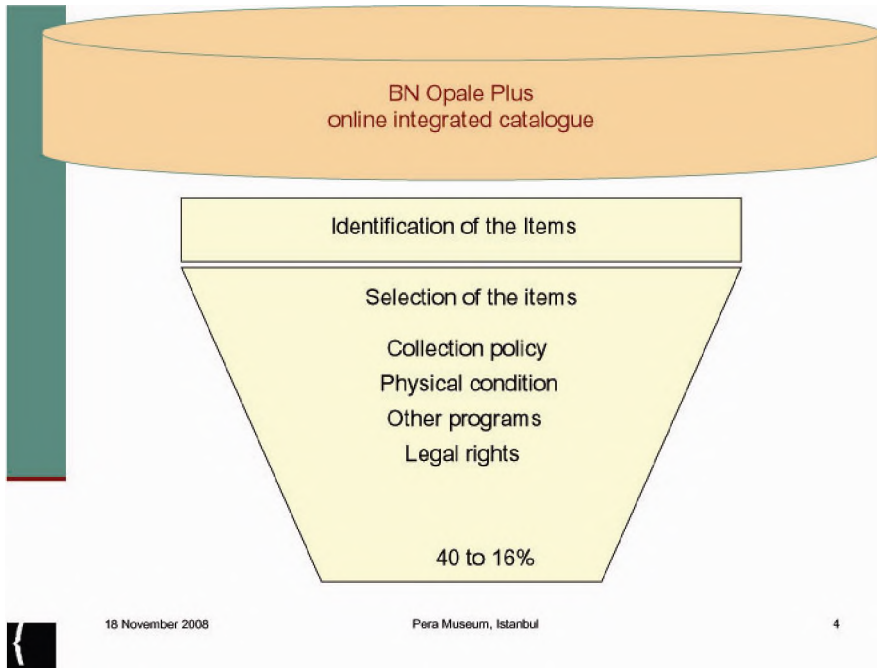 BN Opale Plus
online integrated catalogue
Identification of the Items
Selection of the items
Collection policy
Physical condition
Other programs
Legal rights
40 to 16%
18 November 2008
Pera Museum, Istanbul
4